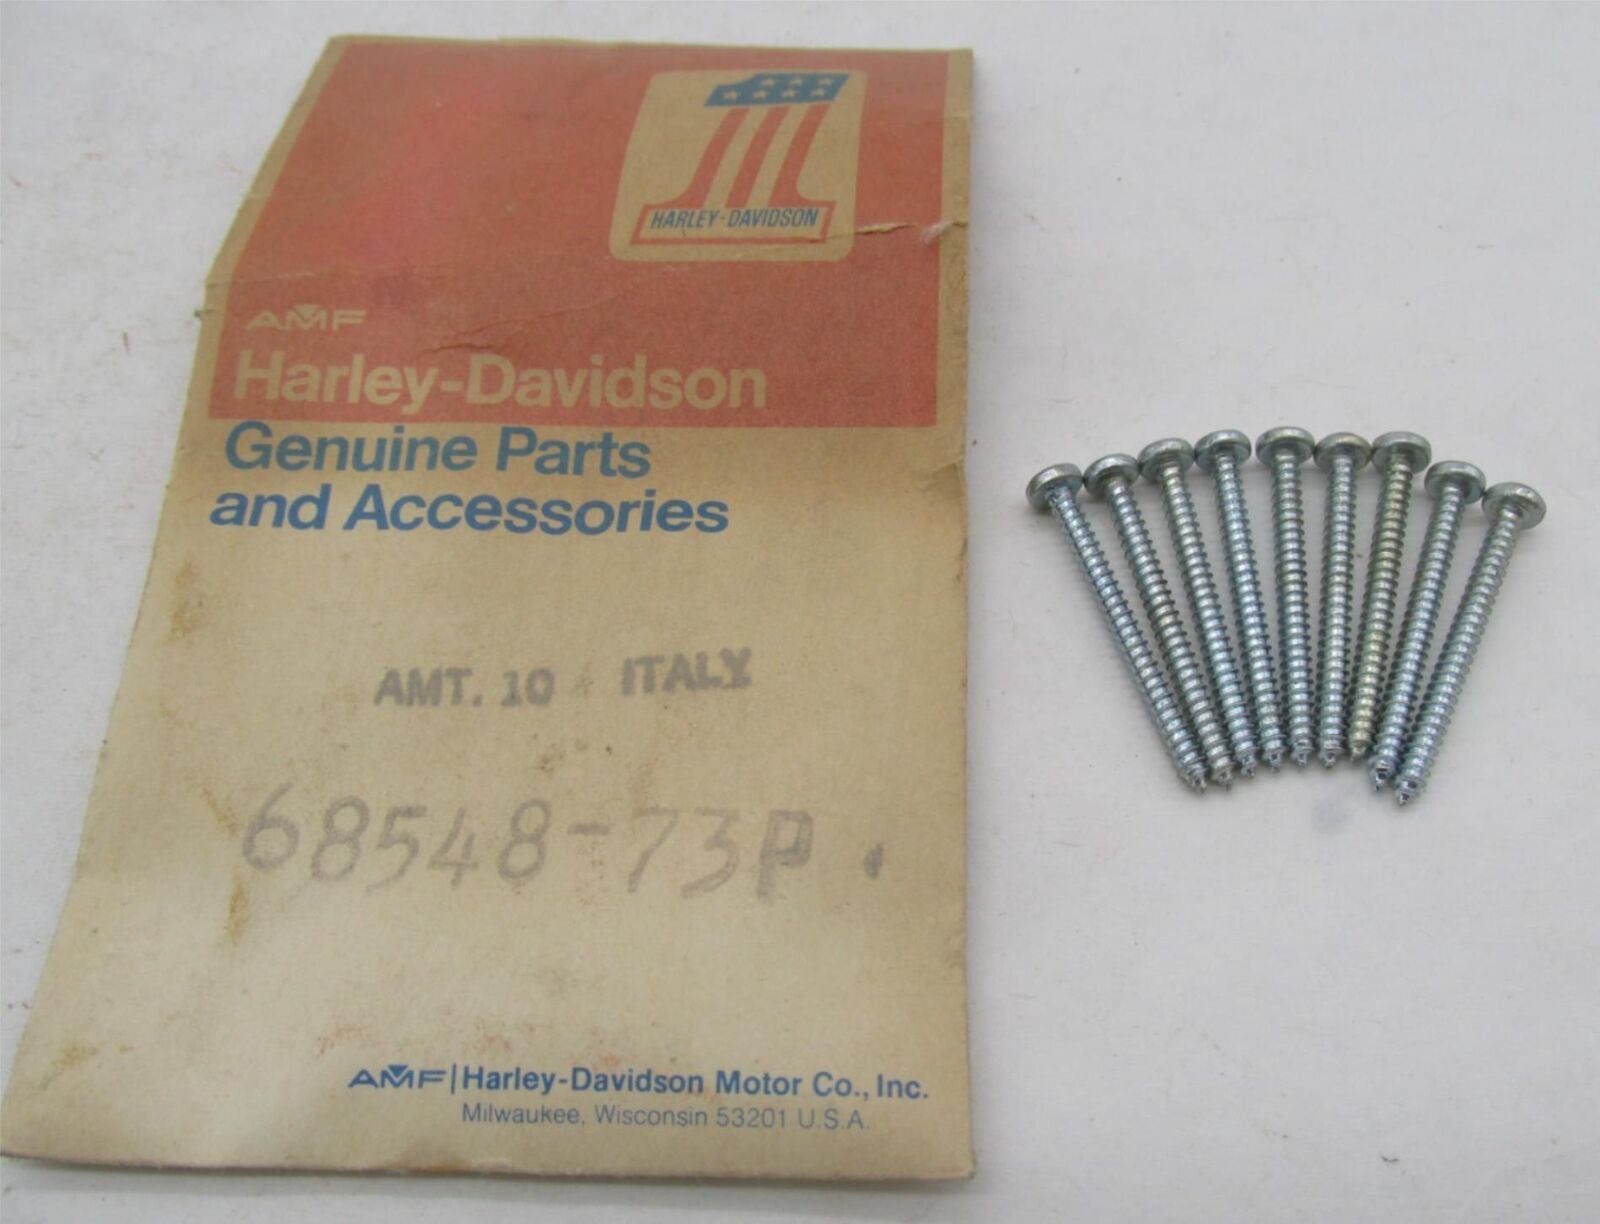 HARLEY-DAVIDSON
AMF
Harley-Davidson
Genuine Parts
and Accessories
AMT. 10 ITALY
68548-73P.
AMF | Harley-Davidson Motor Co., Inc.
Milwaukee, Wisconsin 53201 U.S.A.